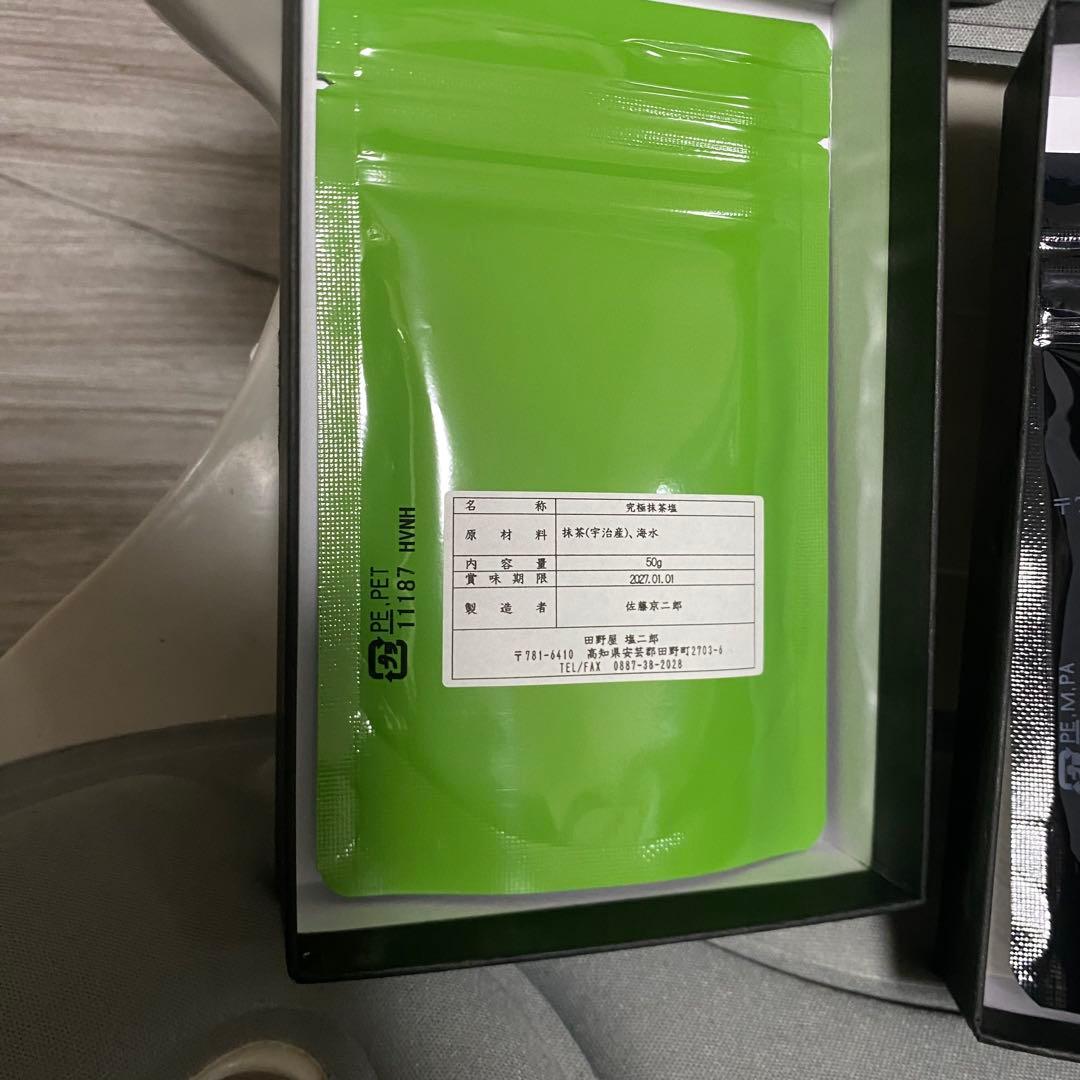 名称 究極抹茶塩
原材料 抹茶(宇治産)、海水
内容量 50g
賞味期限 2027.01.01
製造者 佐藤京二郎
田野屋 塩二郎
〒781-6410 高知県安芸郡田野町2703-6
TEL/FAX 0887-38-2028
プラ PE,PET
11187 HVNH
PE,M,PA